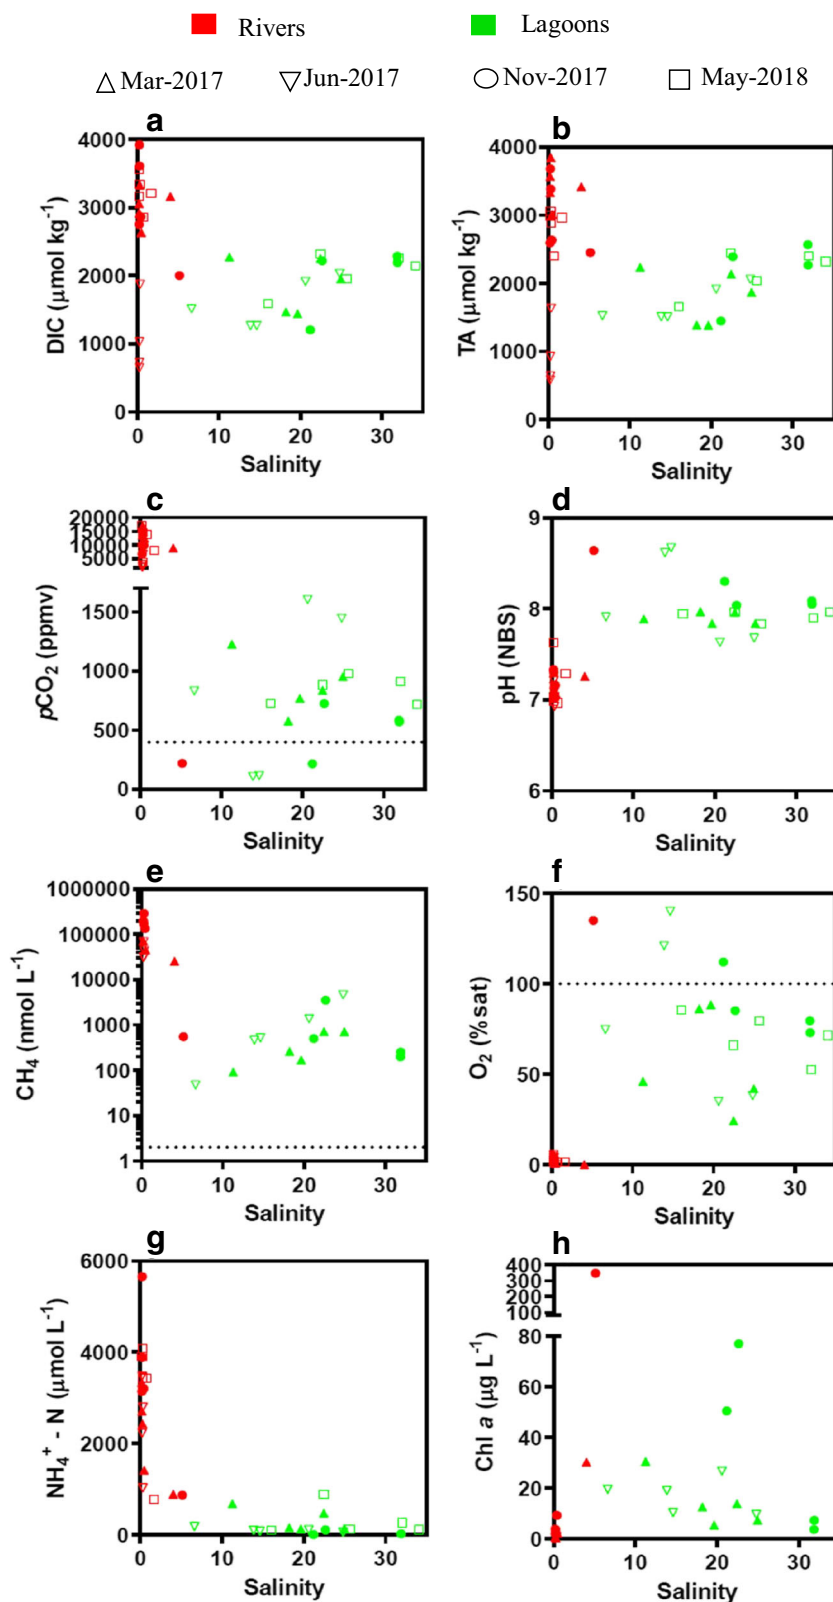 Rivers Lagoons
Mar-2017 Jun-2017 Nov-2017 May-2018
a
4000
3000
2000
1000
0
DIC (μmol kg⁻¹)
0 10 20 30
Salinity
b
4000
3000
2000
1000
0
TA (μmol kg⁻¹)
0 10 20 30
Salinity
c
20000
15000
10000
5000
1500
1000
500
0
pCO₂ (ppmv)
0 10 20 30
Salinity
d
9
8
7
6
pH (NBS)
0 10 20 30
Salinity
e
1000000
100000
10000
1000
100
10
1
CH₄ (nmol L⁻¹)
0 10 20 30
Salinity
f
150
100
50
0
O₂ (%sat)
0 10 20 30
Salinity
g
6000
4000
2000
0
NH₄⁺ - N (μmol L⁻¹)
0 10 20 30
Salinity
h
400
300
200
100
80
60
40
20
0
Chl a (μg L⁻¹)
0 10 20 30
Salinity